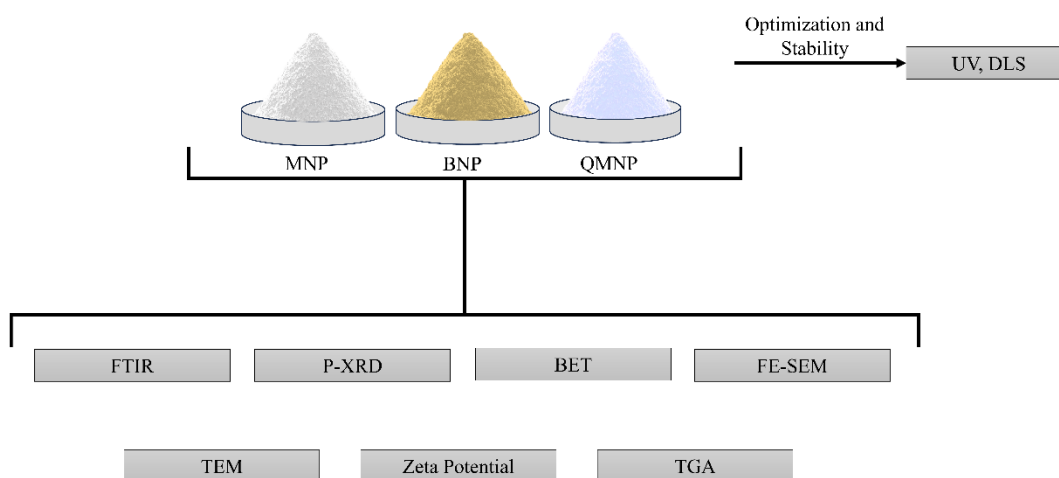 Optimization and
Stability
UV, DLS
MNP
BNP
QMNP
FTIR
P-XRD
BET
FE-SEM
TEM
Zeta Potential
TGA